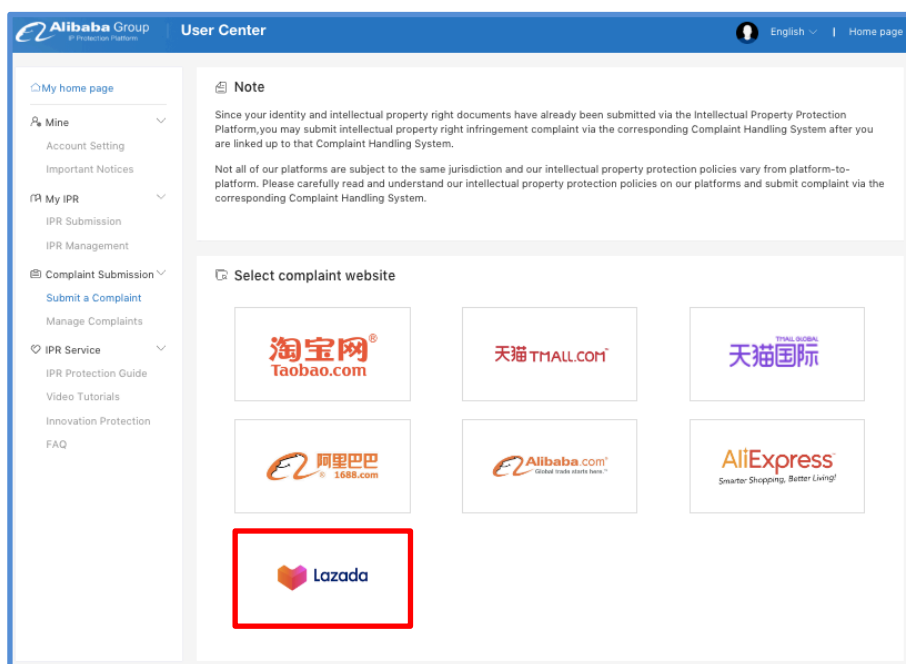 Alibaba Group
IP Protection Platform
User Center
English
|
Home page
My home page
Mine
Account Setting
Important Notices
My IPR
IPR Submission
IPR Management
Complaint Submission
Submit a Complaint
Manage Complaints
IPR Service
IPR Protection Guide
Video Tutorials
Innovation Protection
FAQ
Note
Since your identity and intellectual property right documents have already been submitted via the Intellectual Property Protection
Platform,you may submit intellectual property right infringement complaint via the corresponding Complaint Handling System after you
are linked up to that Complaint Handling System.
Not all of our platforms are subject to the same jurisdiction and our intellectual property protection policies vary from platform-to-
platform. Please carefully read and understand our intellectual property protection policies on our platforms and submit complaint via the
corresponding Complaint Handling System.
Select complaint website
淘宝网®
Taobao.com
天猫 TMALL.COM
TMALL GLOBAL
天猫国际
阿里巴巴
® 1688.com
Alibaba.com®
Global trade starts here.™
AliExpress
Smarter Shopping, Better Living!
Lazada